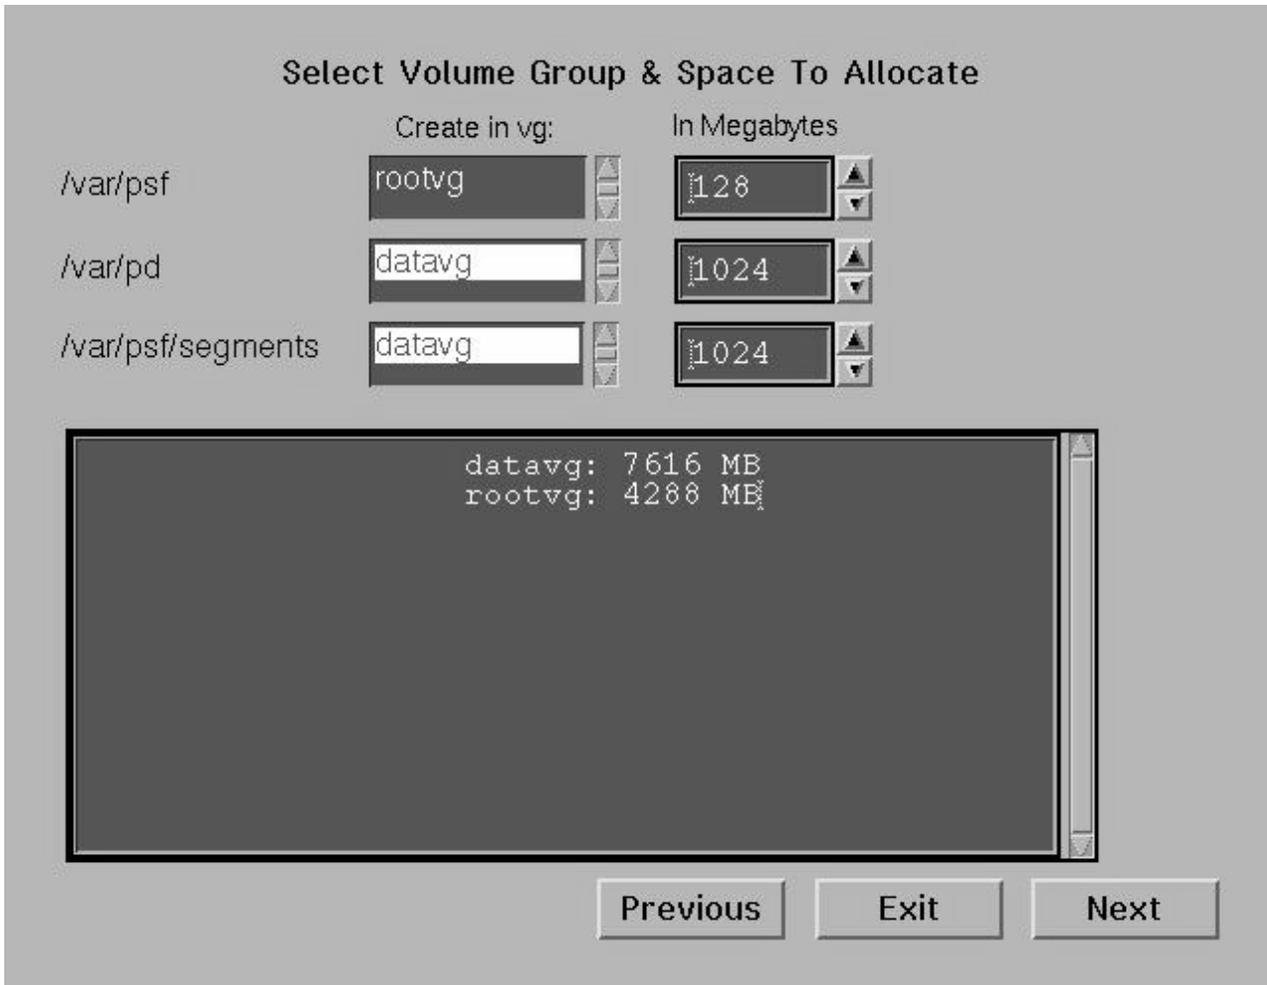 Select Volume Group & Space To Allocate
Create in vg: In Megabytes
/var/psf rootvg 128
/var/pd datavg 1024
/var/psf/segments datavg 1024
datavg: 7616 MB
rootvg: 4288 MB
Previous Exit Next